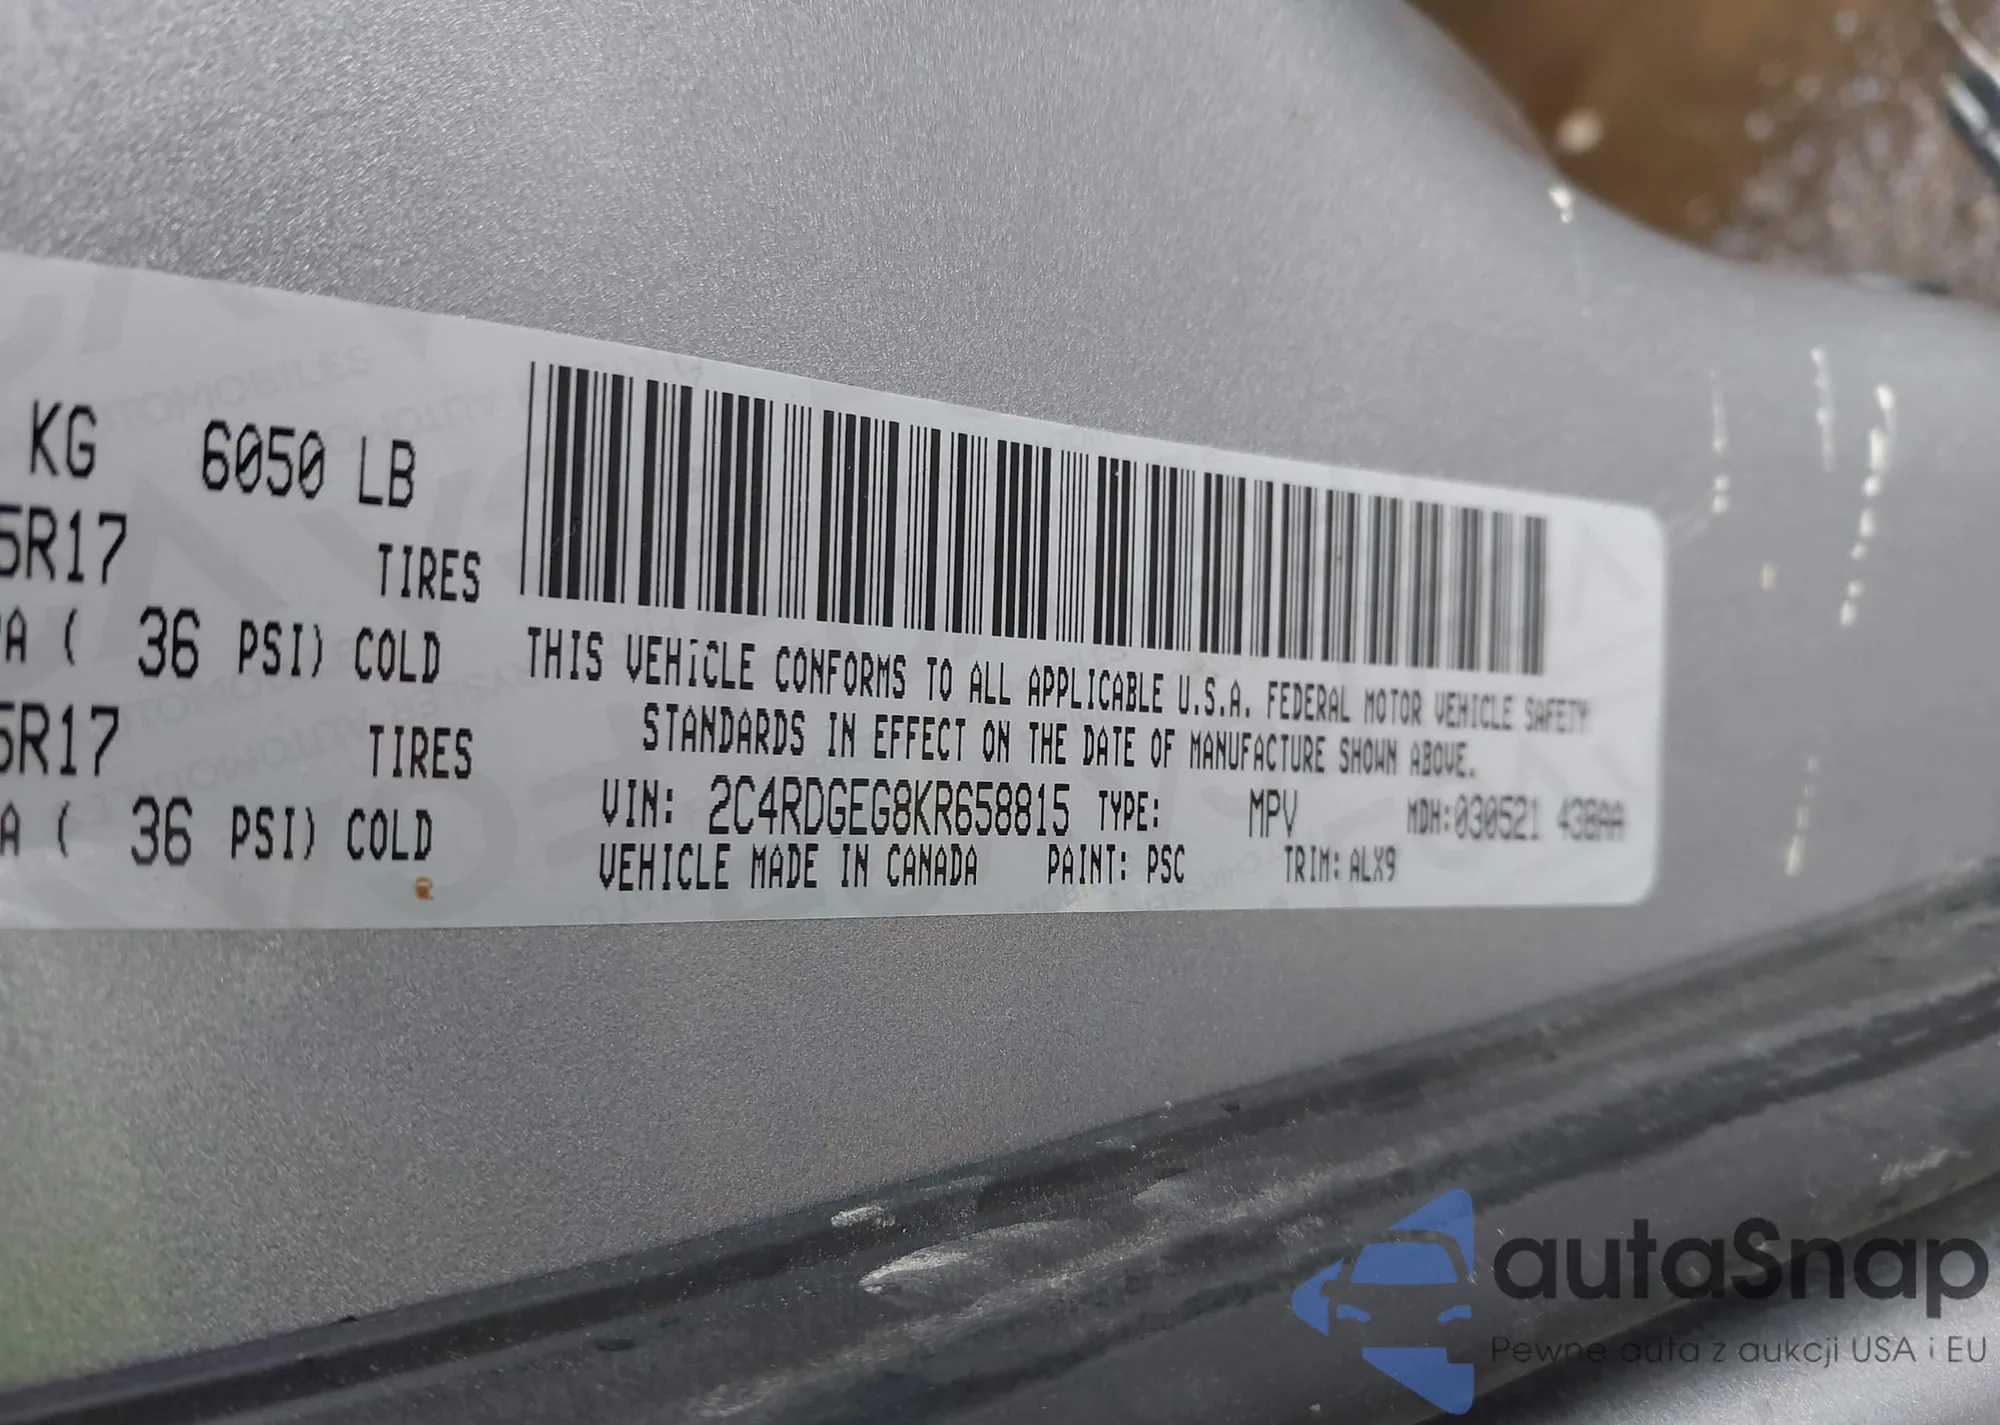 KG 6050 LB
5R17 TIRES
PA ( 36 PSI) COLD
5R17 TIRES
A ( 36 PSI) COLD
THIS VEHICLE CONFORMS TO ALL APPLICABLE U.S.A. FEDERAL MOTOR VEHICLE SAFETY
STANDARDS IN EFFECT ON THE DATE OF MANUFACTURE SHOWN ABOVE.
VIN: 2C4RDGEG8KR658815 TYPE: MPV MDH:030521 438AA
VEHICLE MADE IN CANADA PAINT: PSC TRIM: ALX9
autaSnap
Pewne auta z aukcji USA i EU